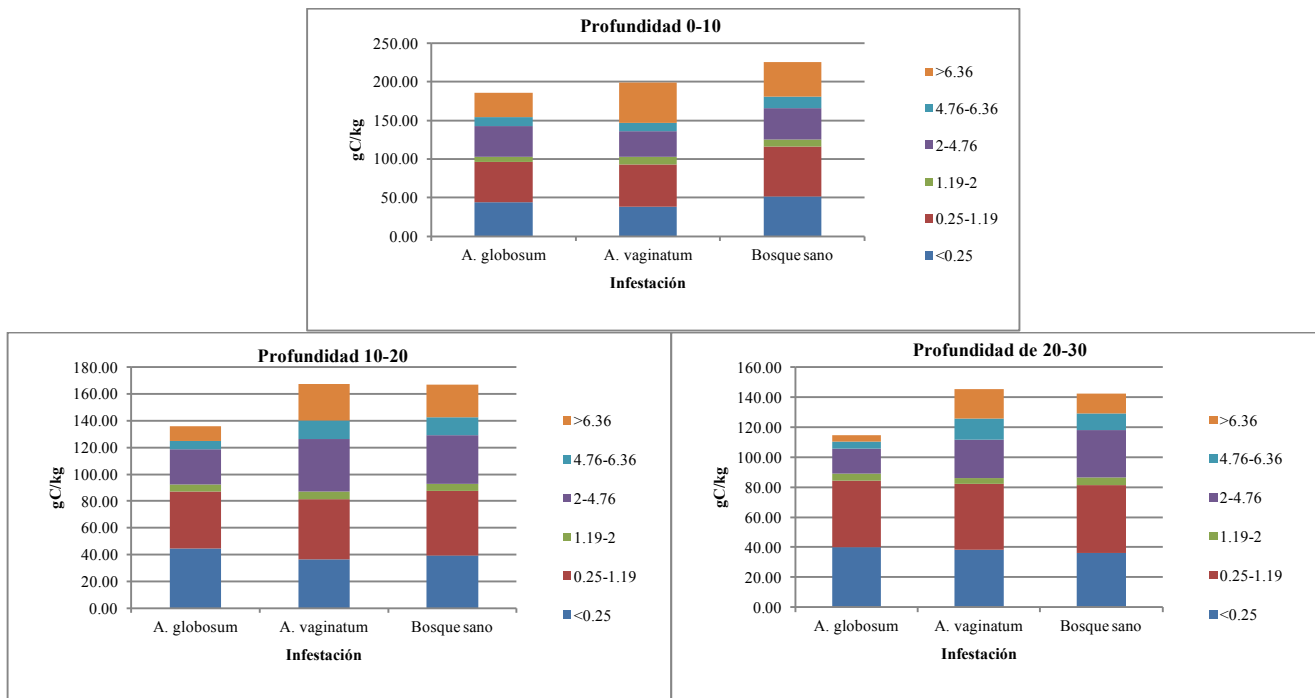 Profundidad 0-10
250.00
200.00
150.00
100.00
50.00
0.00
gC/kg
A. globosum
A. vaginatum
Bosque sano
Infestación
>6.36
4.76-6.36
2-4.76
1.19-2
0.25-1.19
<0.25
Profundidad 10-20
180.00
160.00
140.00
120.00
100.00
80.00
60.00
40.00
20.00
0.00
gC/kg
A. globosum
A. vaginatum
Bosque sano
Infestación
>6.36
4.76-6.36
2-4.76
1.19-2
0.25-1.19
<0.25
Profundidad de 20-30
160.00
140.00
120.00
100.00
80.00
60.00
40.00
20.00
0.00
gC/kg
A. globosum
A. vaginatum
Bosque sano
Infestación
>6.36
4.76-6.36
2-4.76
1.19-2
0.25-1.19
<0.25